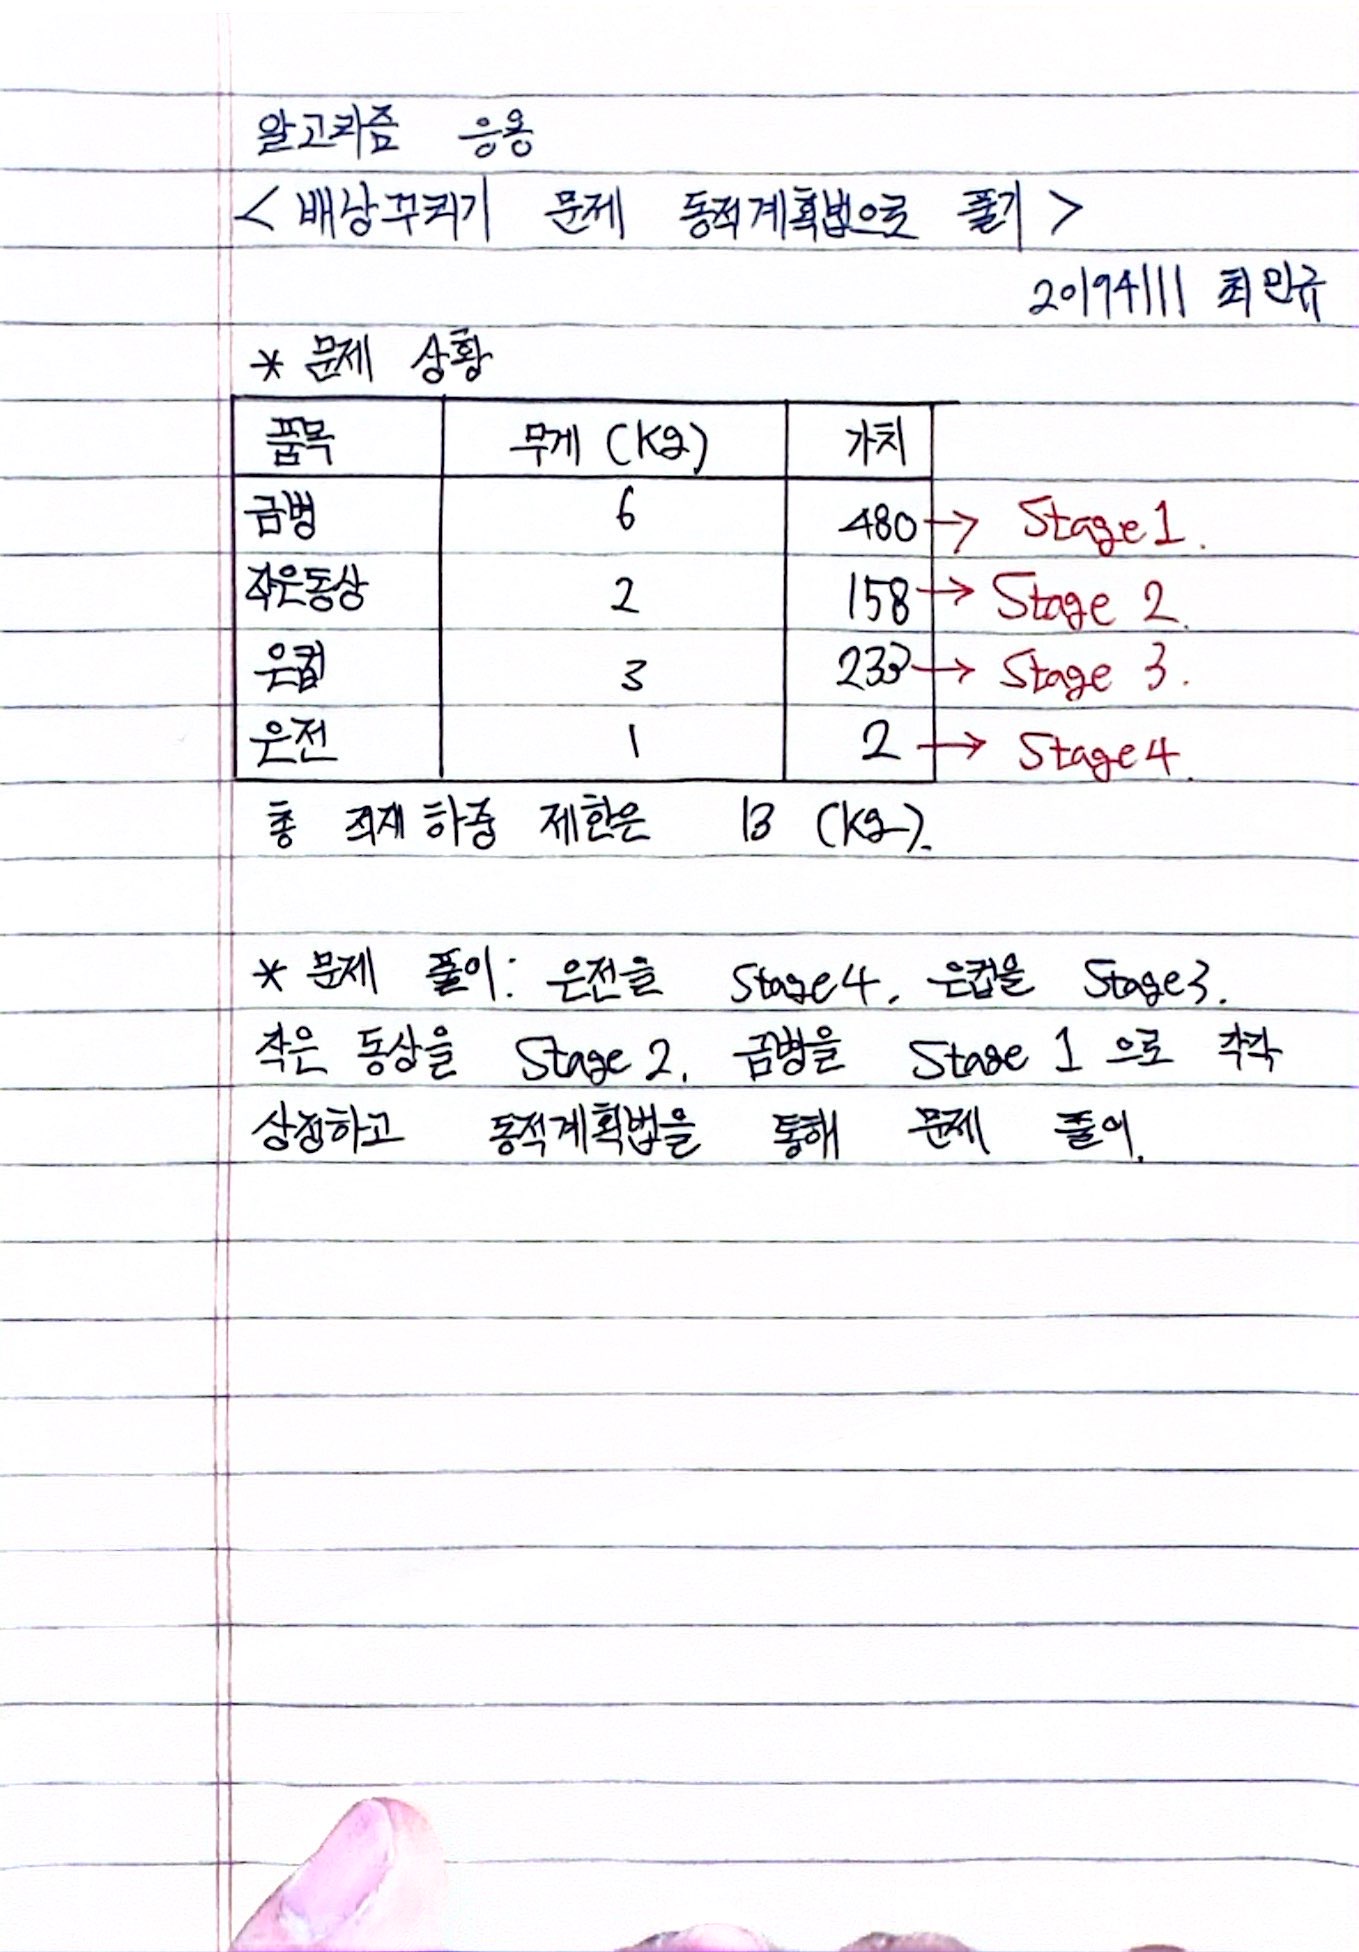 알고리즘 응용
< 배낭꾸리기 문제 동적계획법으로 풀기 >
20194111 최민규
* 문제 상황
품목 무게 (kg) 가치
금병 6 480 → Stage 1.
작은동상 2 158 → Stage 2.
은컵 3 233 → Stage 3.
은전 1 2 → Stage 4.
총 적재 하중 제한은 13 (kg).
* 문제 풀이: 은전을 Stage 4. 은컵을 Stage 3.
작은 동상을 Stage 2. 금병을 Stage 1 으로 각각
상정하고 동적계획법을 통해 문제 풀이.